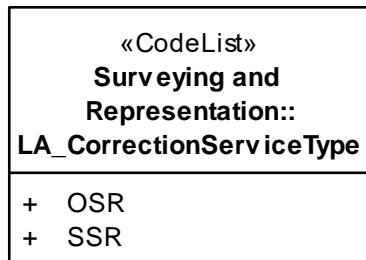 «CodeList»
Surveying and
Representation::
LA_CorrectionServiceType
+ OSR
+ SSR